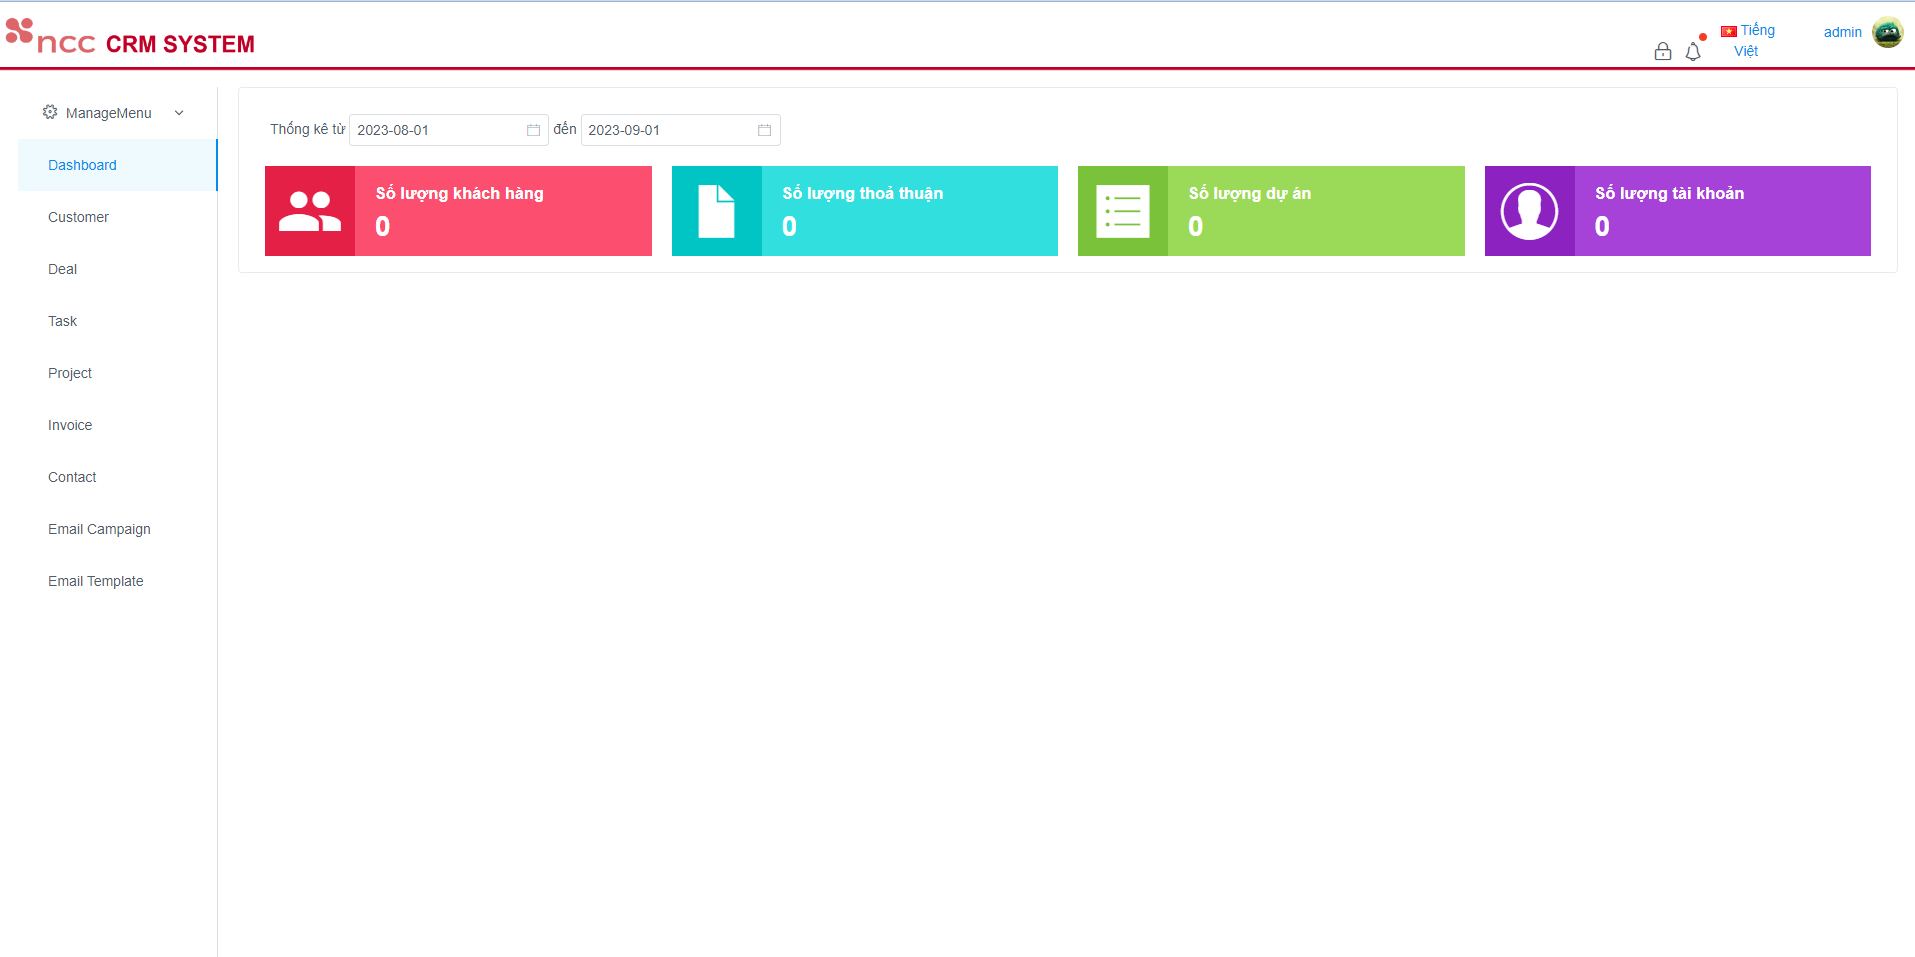 ncc CRM SYSTEM
Tiếng
Việt
admin
ManageMenu
Dashboard
Customer
Deal
Task
Project
Invoice
Contact
Email Campaign
Email Template
Thống kê từ 2023-08-01 đến 2023-09-01
Số lượng khách hàng
0
Số lượng thoả thuận
0
Số lượng dự án
0
Số lượng tài khoản
0